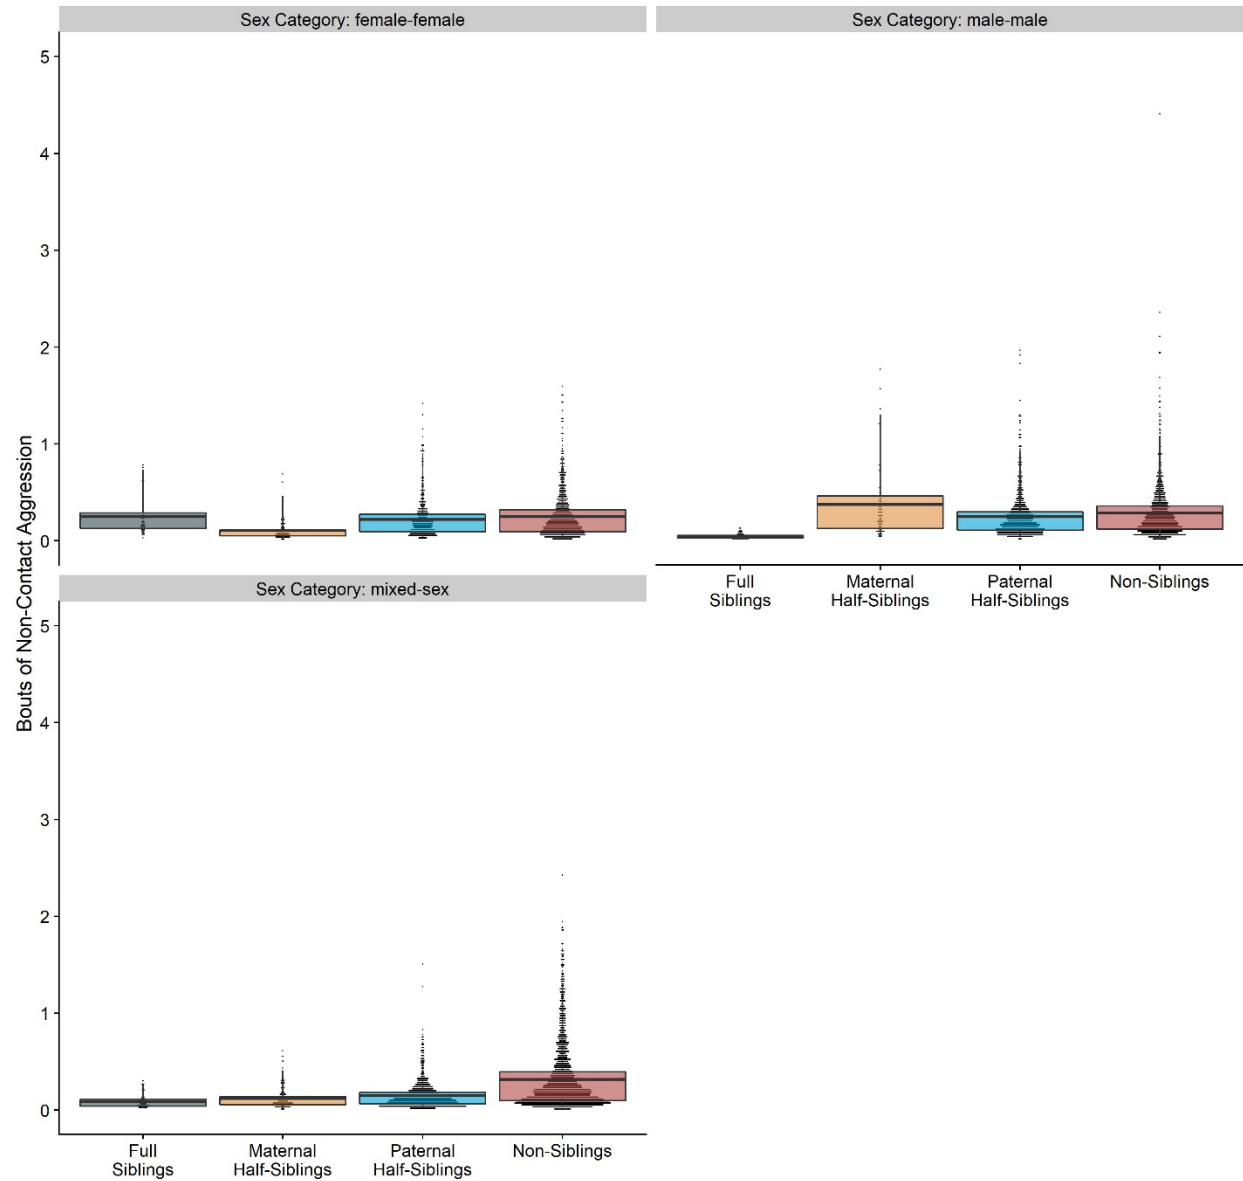 Sex Category: female-female
Sex Category: male-male
5
4
3
2
1
0
Full
Siblings
Maternal
Half-Siblings
Paternal
Half-Siblings
Non-Siblings
Sex Category: mixed-sex
Bouts of Non-Contact Aggression
5
4
3
2
1
0
Full
Siblings
Maternal
Half-Siblings
Paternal
Half-Siblings
Non-Siblings